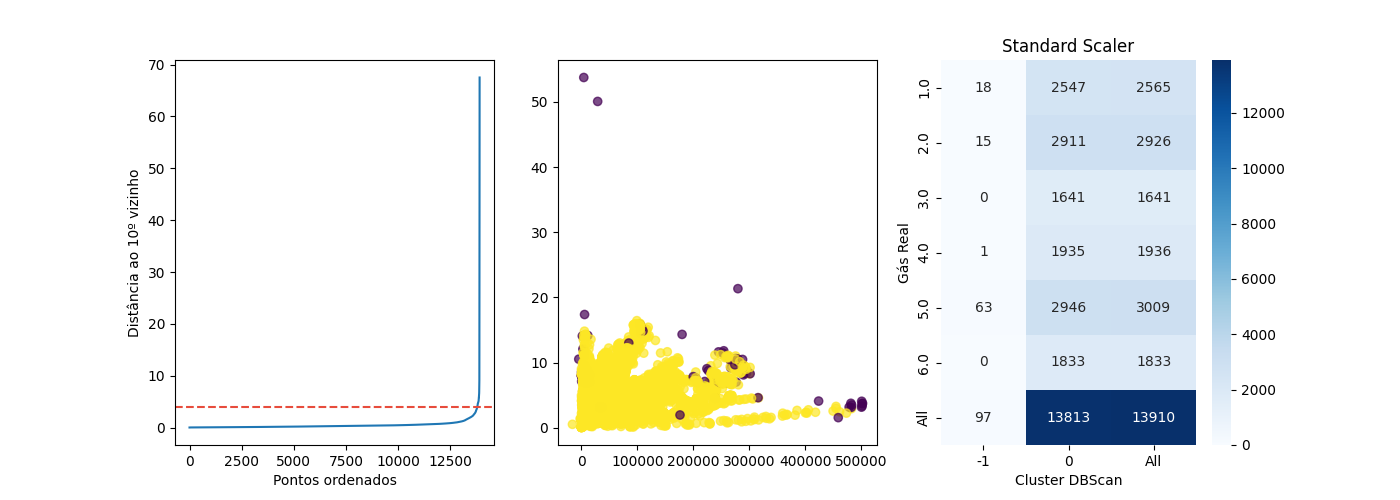 Standard Scaler
70
60
50
40
30
20
10
0
Distância ao 10º vizinho
0 2500 5000 7500 10000 12500
Pontos ordenados
50
40
30
20
10
0
0 100000 200000 300000 400000 500000
Gás Real
1.0 18 2547 2565
2.0 15 2911 2926
3.0 0 1641 1641
4.0 1 1935 1936
5.0 63 2946 3009
6.0 0 1833 1833
All 97 13813 13910
-1 0 All
Cluster DBScan
12000
10000
8000
6000
4000
2000
0